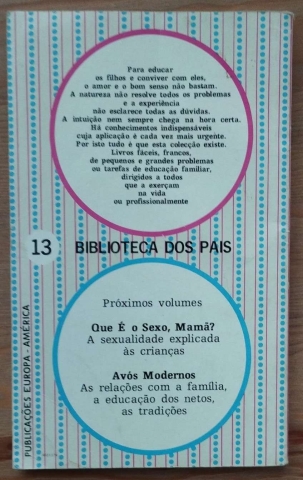 Para educar
os filhos e conviver com eles,
o amor e o bom senso não bastam.
A natureza não resolve todos os problemas
e a experiência
não esclarece todas as dúvidas.
A intuição nem sempre chega na hora certa.
Há conhecimentos indispensáveis
cuja aplicação é cada vez mais urgente.
Por isto tudo é que esta colecção existe.
Livros fáceis, francos,
de pequenos e grandes problemas
ou tarefas de educação familiar,
dirigidos a todos
que a exerçam
na vida
ou profissionalmente
13 BIBLIOTECA DOS PAIS
Próximos volumes
Que É o Sexo, Mamã?
A sexualidade explicada
às crianças
Avós Modernos
As relações com a família,
a educação dos netos,
as tradições
PUBLICAÇÕES EUROPA-AMÉRICA